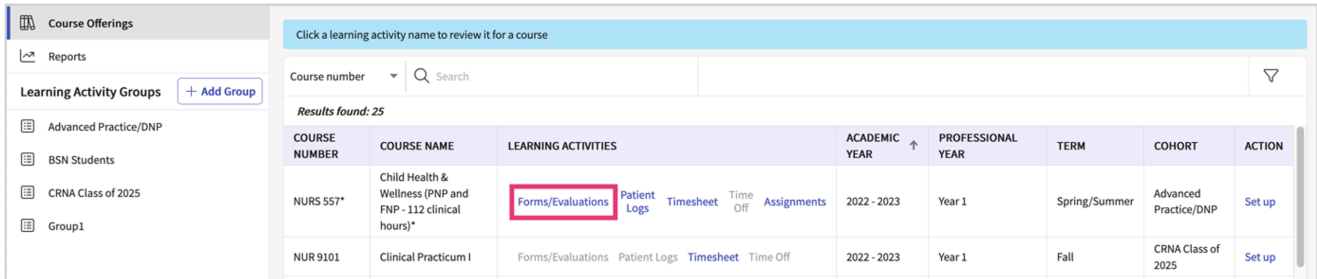 Course Offerings
Reports
Learning Activity Groups
+ Add Group
Advanced Practice/DNP
BSN Students
CRNA Class of 2025
Group1
Click a learning activity name to review it for a course
Course number
Search
Results found: 25
COURSE NUMBER
COURSE NAME
LEARNING ACTIVITIES
ACADEMIC YEAR
PROFESSIONAL YEAR
TERM
COHORT
ACTION
NURS 557*
Child Health &
Wellness (PNP and
FNP - 112 clinical
hours)*
Forms/Evaluations
Patient Logs
Timesheet
Time Off
Assignments
2022 - 2023
Year 1
Spring/Summer
Advanced Practice/DNP
Set up
NUR 9101
Clinical Practicum I
Forms/Evaluations
Patient Logs
Timesheet
Time Off
2022 - 2023
Year 1
Fall
CRNA Class of 2025
Set up